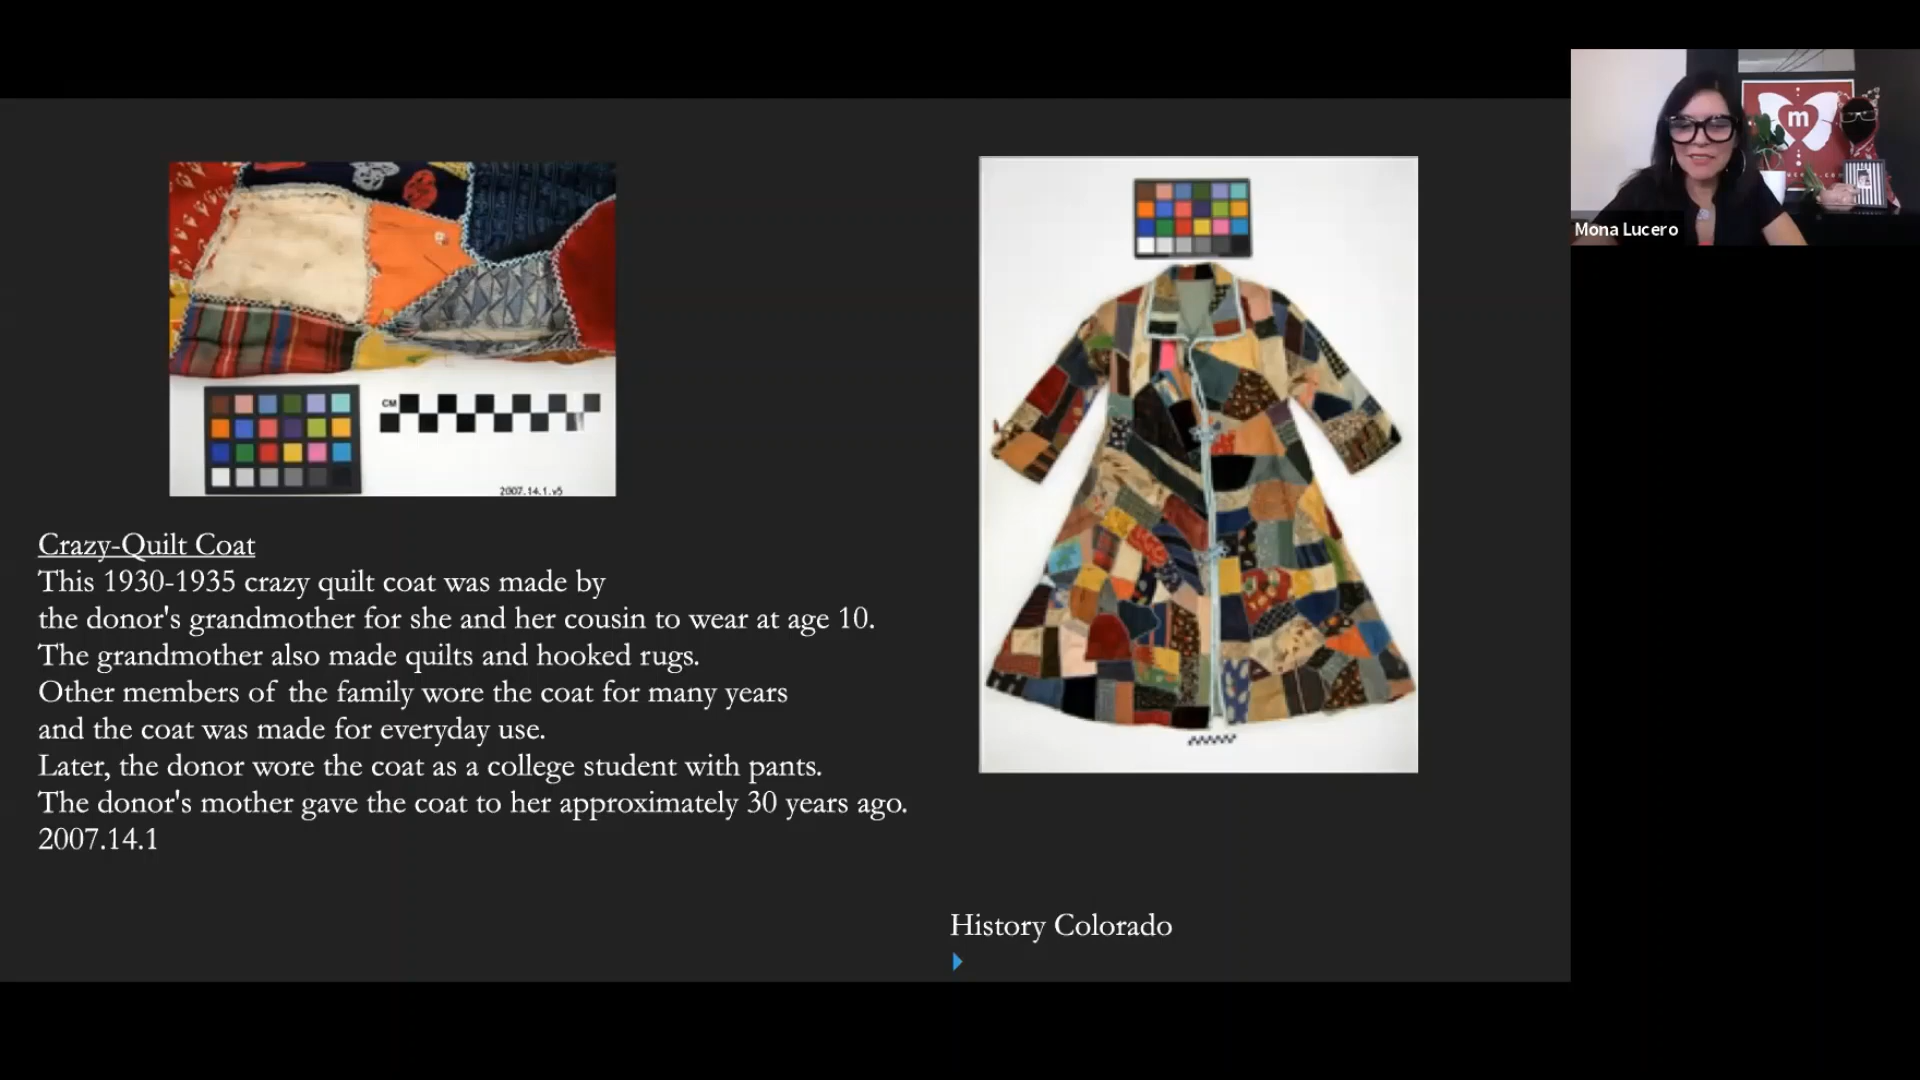 m
Mona Lucero
CM
2007.14.1.v5
Crazy-Quilt Coat
This 1930-1935 crazy quilt coat was made by
the donor's grandmother for she and her cousin to wear at age 10.
The grandmother also made quilts and hooked rugs.
Other members of the family wore the coat for many years
and the coat was made for everyday use.
Later, the donor wore the coat as a college student with pants.
The donor's mother gave the coat to her approximately 30 years ago.
2007.14.1
History Colorado